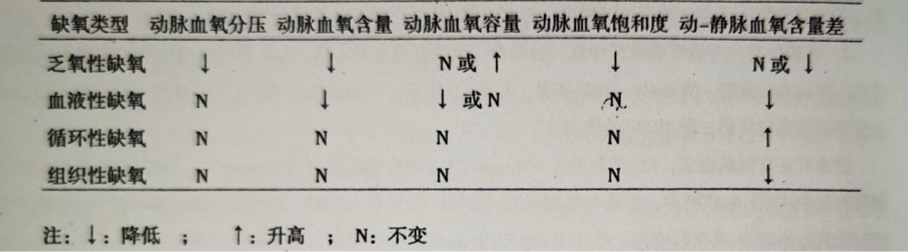 缺氧类型 动脉血氧分压 动脉血氧含量 动脉血氧容量 动脉血氧饱和度 动-静脉血氧含量差
乏氧性缺氧 ↓ ↓ N 或 ↑ ↓ N 或 ↓
血液性缺氧 N ↓ ↓ 或 N N ↓
循环性缺氧 N N N N ↑
组织性缺氧 N N N N ↓
注: ↓: 降低 ; ↑: 升高 ; N: 不变